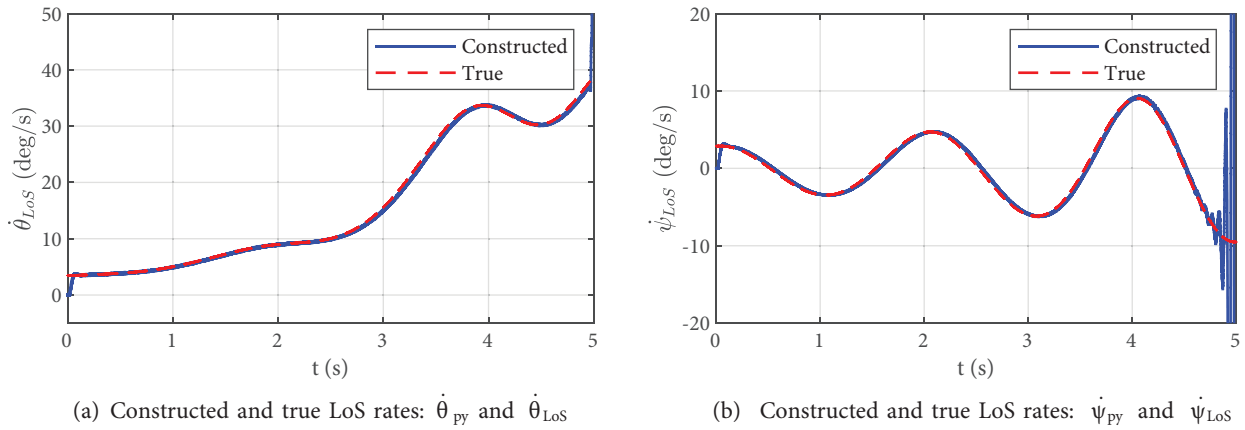 50
40
30
20
10
0
θ̇_LoS (deg/s)
Constructed
True
0 1 2 3 4 5
t (s)
(a) Constructed and true LoS rates: θ̇_py and θ̇_LoS
20
10
0
-10
-20
ψ̇_LoS (deg/s)
Constructed
True
0 1 2 3 4 5
t (s)
(b) Constructed and true LoS rates: ψ̇_py and ψ̇_LoS